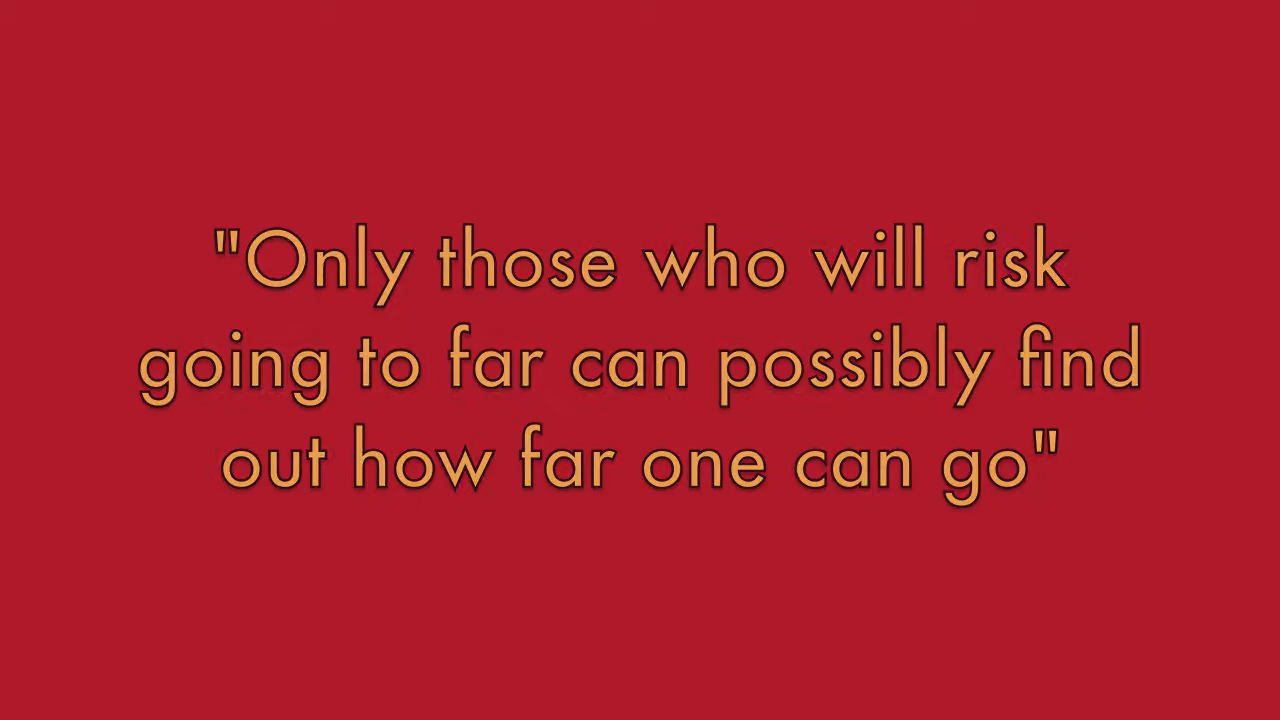 "Only those who will risk
going to far can possibly find
out how far one can go"